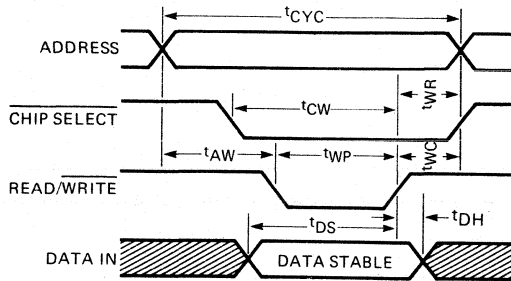 tCYC
ADDRESS
tWR
tCW
CHIP SELECT
tAW
tWP
tWC
READ/WRITE
tDS
tDH
DATA IN
DATA STABLE